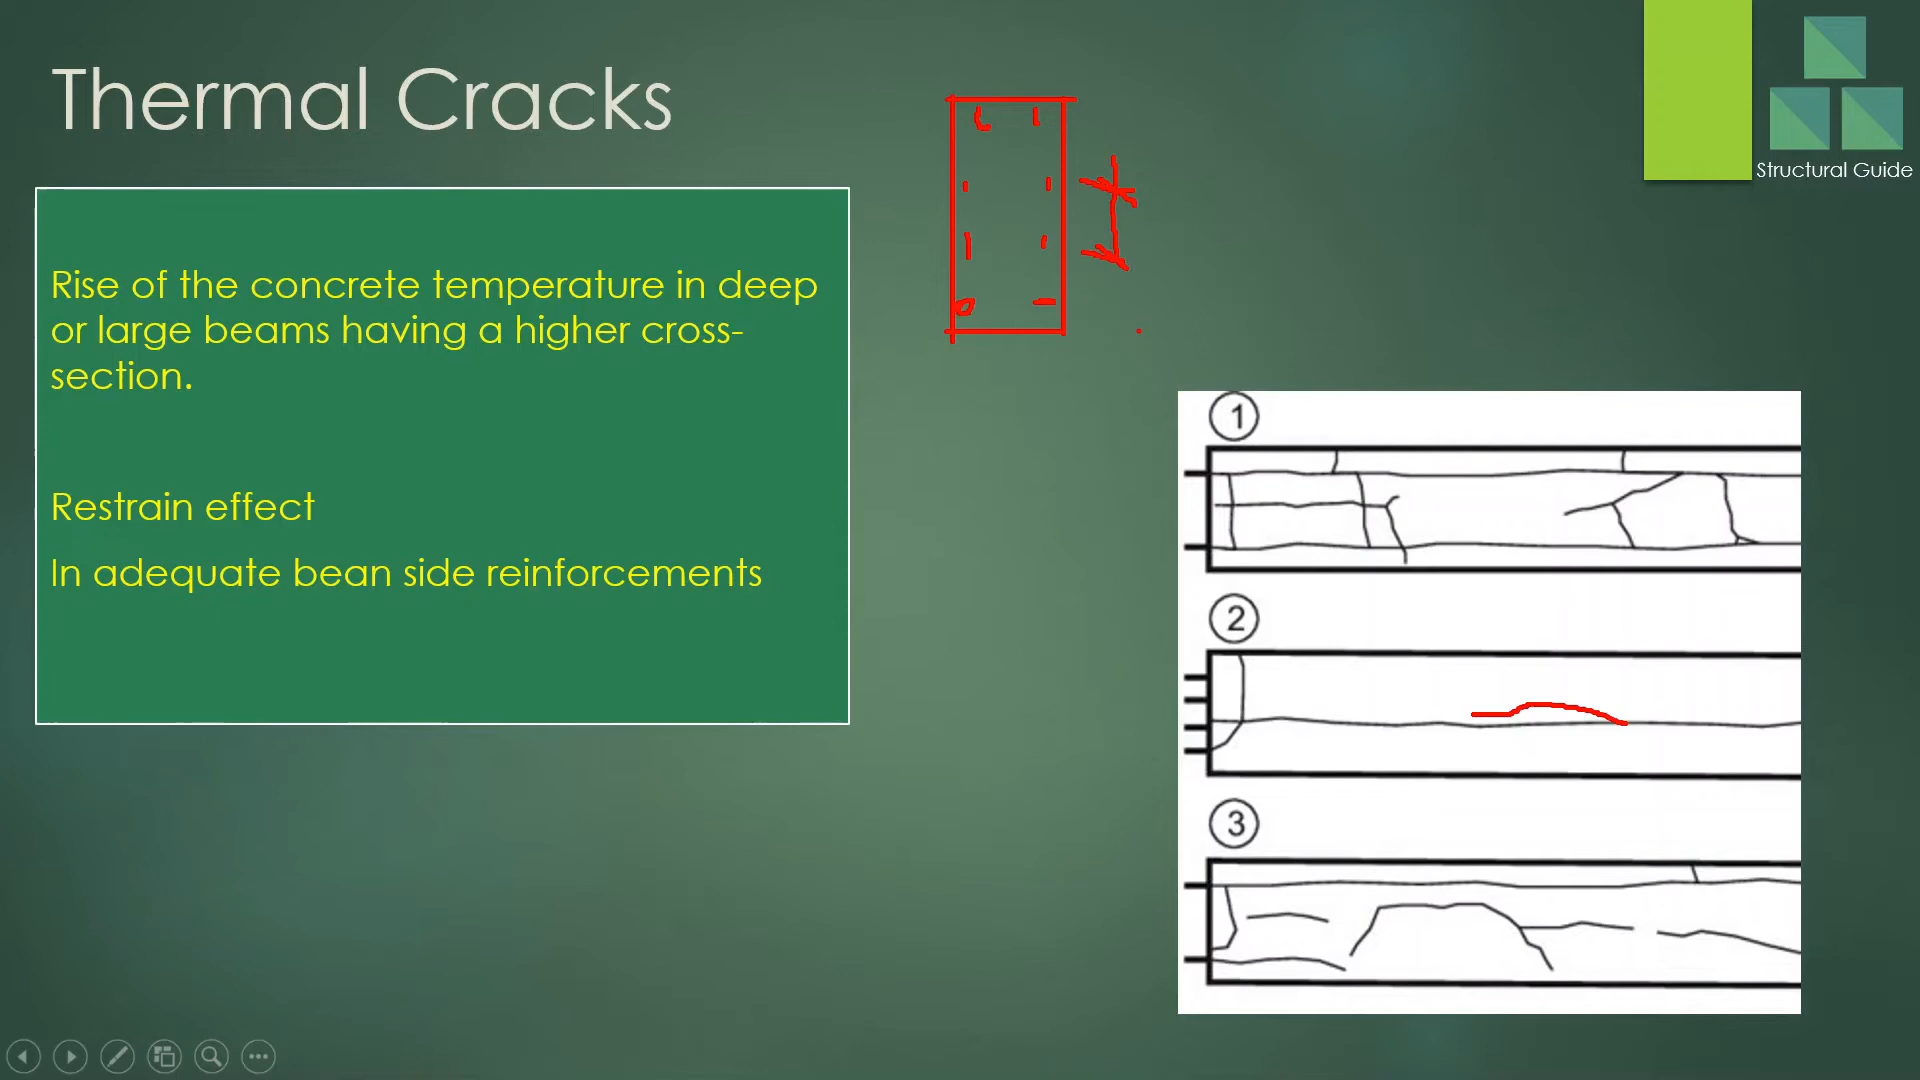 Thermal Cracks
Structural Guide
Rise of the concrete temperature in deep
or large beams having a higher cross-
section.
Restrain effect
In adequate bean side reinforcements
1
2
3